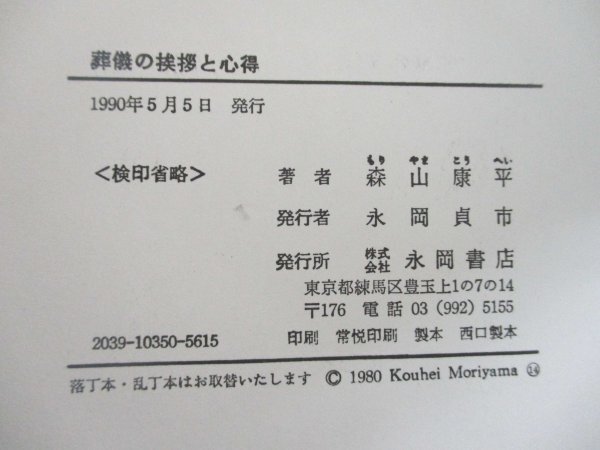 葬儀の挨拶と心得
1990年5月5日 発行
もり やま こう へい
<検印省略> 著者 森山康平
発行者 永岡貞市
発行所 株式会社 永岡書店
東京都練馬区豊玉上1の7の14
〒176 電話 03 (992) 5155
2039-10350-5615 印刷 常悦印刷 製本 西口製本
落丁本・乱丁本はお取替いたします © 1980 Kouhei Moriyama ⑭